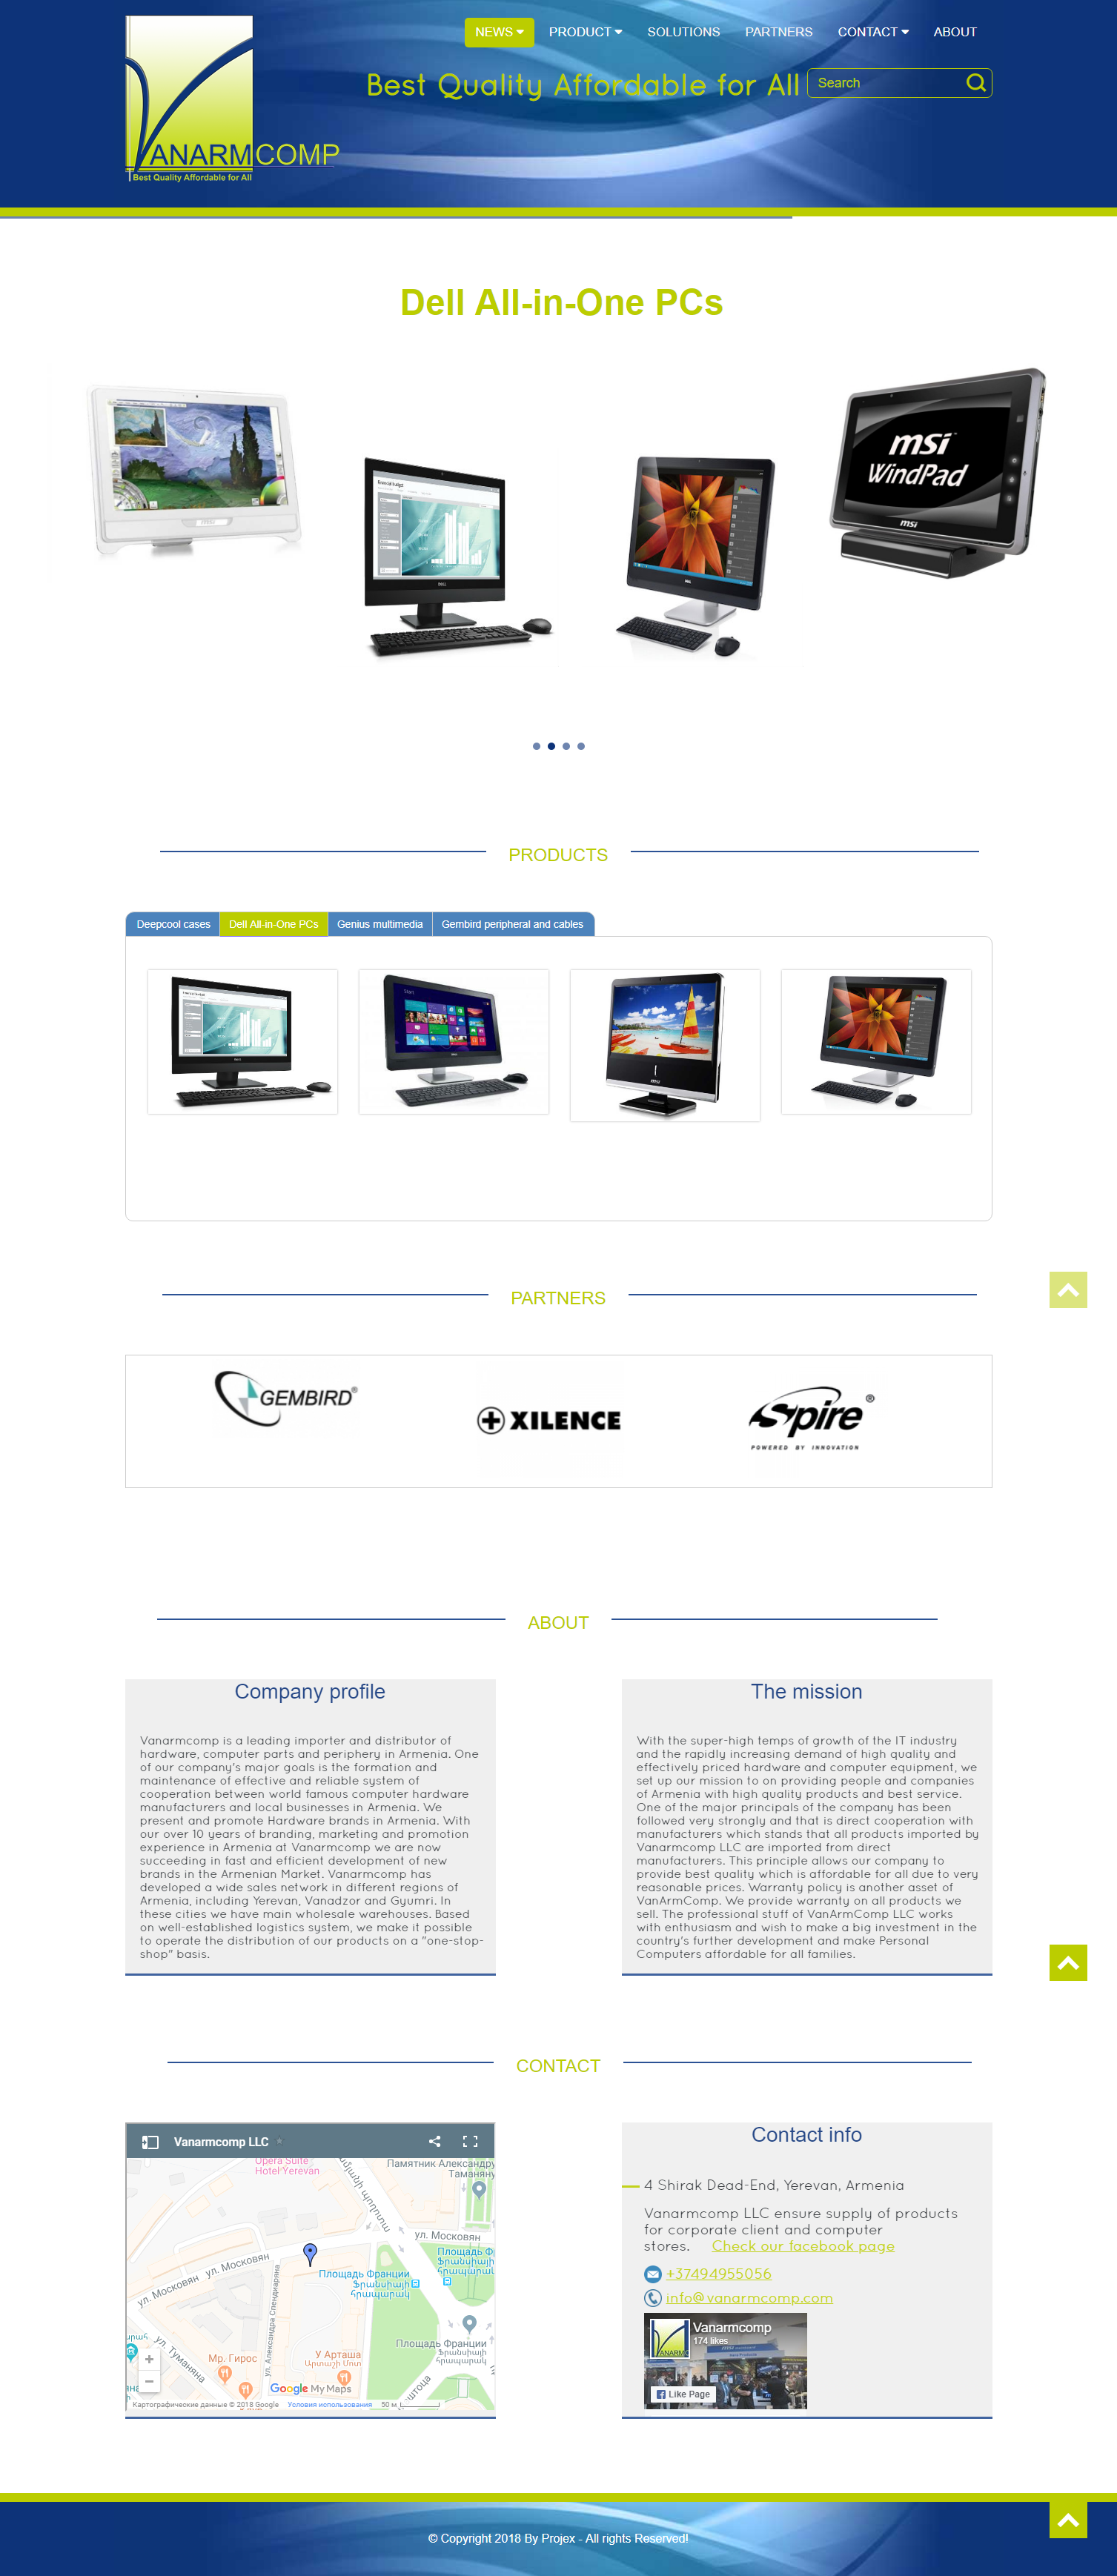 NEWS PRODUCT SOLUTIONS PARTNERS CONTACT ABOUT
Best Quality Affordable for All
Search
ANARMCOMP
Best Quality Affordable for All
Dell All-in-One PCs
msi
WindPad
msi
PRODUCTS
Deepcool cases Dell All-in-One PCs Genius multimedia Gembird peripheral and cables
Start
PARTNERS
GEMBIRD®
XILENCE
Spire®
POWERED BY INNOVATION
ABOUT
Company profile
Vanarmcomp is a leading importer and distributor of
hardware, computer parts and periphery in Armenia. One
of our company's major goals is the formation and
maintenance of effective and reliable system of
cooperation between world famous computer hardware
manufacturers and local businesses in Armenia. We
present and promote Hardware brands in Armenia. With
our over 10 years of branding, marketing and promotion
experience in Armenia at Vanarmcomp we are now
succeeding in fast and efficient development of new
brands in the Armenian Market. Vanarmcomp has
developed a wide sales network in different regions of
Armenia, including Yerevan, Vanadzor and Gyumri. In
these cities we have main wholesale warehouses. Based
on well-established logistics system, we make it possible
to operate the distribution of our products on a "one-stop-
shop" basis.
The mission
With the super-high temps of growth of the IT industry
and the rapidly increasing demand of high quality and
effectively priced hardware and computer equipment, we
set up our mission to on providing people and companies
of Armenia with high quality products and best service.
One of the major principals of the company has been
followed very strongly and that is direct cooperation with
manufacturers which stands that all products imported by
Vanarmcomp LLC are imported from direct
manufacturers. This principle allows our company to
provide best quality which is affordable for all due to very
reasonable prices. Warranty policy is another asset of
VanArmComp. We provide warranty on all products we
sell. The professional stuff of VanArmComp LLC works
with enthusiasm and wish to make a big investment in the
country's further development and make Personal
Computers affordable for all families.
CONTACT
Vanarmcomp LLC
Opera Suite
Hotel Yerevan
Памятник Александру
Таманяну
ул. Московян
ул. Московян
ул. Московян
Площадь Франции
Ֆրանսիայի
հրապարակ
Ֆրանսիայի
հրապարակ
ул. Александра Спендиаряна
ул. Туманяна
Площадь Франции
Ֆրանսիայի
հրապարակ
Мр. Гирос
У Арташа
Արտաշի մոտ
Google My Maps
Картографические данные © 2018 Google Условия использования 50 м
Contact info
4 Shirak Dead-End, Yerevan, Armenia
Vanarmcomp LLC ensure supply of products
for corporate client and computer
stores. Check our facebook page
+37494955056
info@vanarmcomp.com
Vanarmcomp
174 likes
ANARM
Like Page
© Copyright 2018 By Projex - All rights Reserved!